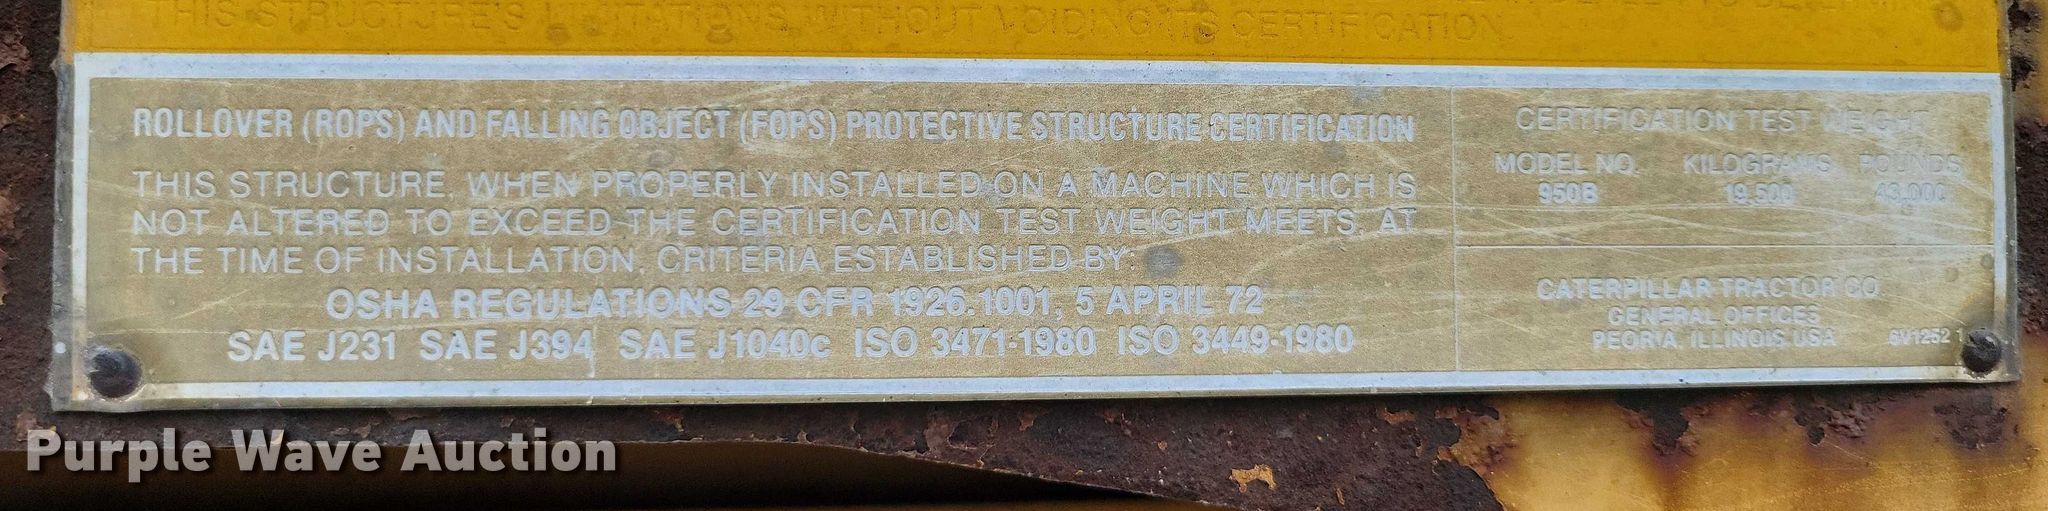 THIS STRUCTURE'S LIMITATIONS, WITHOUT VOIDING ITS CERTIFICATION.
ROLLOVER (ROPS) AND FALLING OBJECT (FOPS) PROTECTIVE STRUCTURE CERTIFICATION
THIS STRUCTURE, WHEN PROPERLY INSTALLED ON A MACHINE WHICH IS
NOT ALTERED TO EXCEED THE CERTIFICATION TEST WEIGHT MEETS, AT
THE TIME OF INSTALLATION, CRITERIA ESTABLISHED BY:
OSHA REGULATIONS 29 CFR 1926.1001, 5 APRIL 72
SAE J231 SAE J394 SAE J1040c ISO 3471-1980 ISO 3449-1980
CERTIFICATION TEST WEIGHT
MODEL NO. KILOGRAMS POUNDS
950B 19,500 43,000
CATERPILLAR TRACTOR CO.
GENERAL OFFICES
PEORIA, ILLINOIS, USA 6V1252 1
Purple Wave Auction